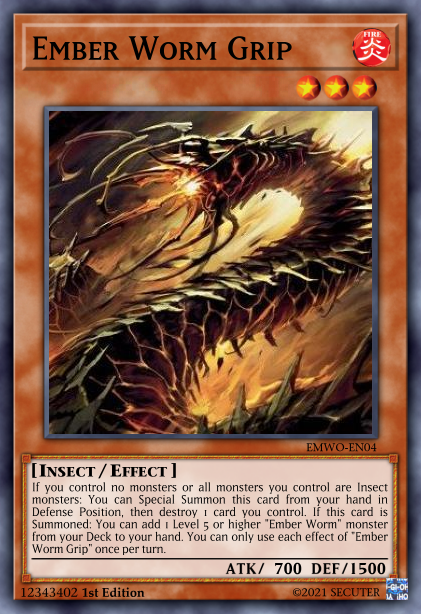 Ember Worm Grip
FIRE
炎
EMWO-EN04
[Insect / Effect]
If you control no monsters or all monsters you control are Insect
monsters: You can Special Summon this card from your hand in
Defense Position, then destroy 1 card you control. If this card is
Summoned: You can add 1 Level 5 or higher "Ember Worm" monster
from your Deck to your hand. You can only use each effect of "Ember
Worm Grip" once per turn.
ATK/ 700 DEF/1500
12343402 1st Edition ©2021 SECUTER